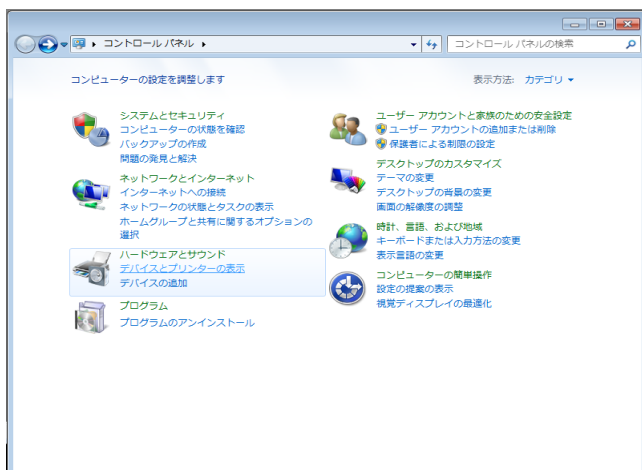 コントロール パネル
コントロール パネルの検索
コンピューターの設定を調整します
表示方法: カテゴリ
システムとセキュリティ
コンピューターの状態を確認
バックアップの作成
問題の発見と解決
ネットワークとインターネット
インターネットへの接続
ネットワークの状態とタスクの表示
ホームグループと共有に関するオプションの
選択
ハードウェアとサウンド
デバイスとプリンターの表示
デバイスの追加
プログラム
プログラムのアンインストール
ユーザー アカウントと家族のための安全設定
ユーザー アカウントの追加または削除
保護者による制限の設定
デスクトップのカスタマイズ
テーマの変更
デスクトップの背景の変更
画面の解像度の調整
時計、言語、および地域
キーボードまたは入力方法の変更
表示言語の変更
コンピューターの簡単操作
設定の提案の表示
視覚ディスプレイの最適化